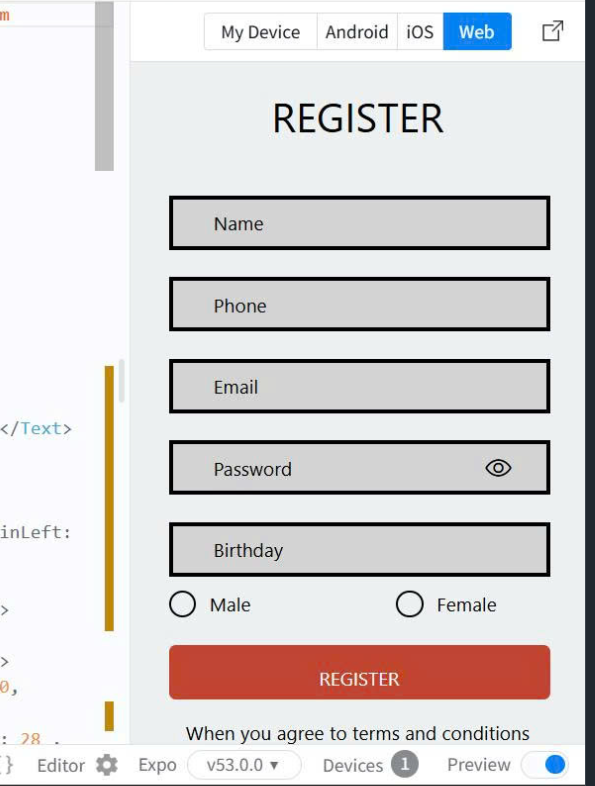 m
My Device Android iOS Web
REGISTER
Name
Phone
Email
</Text>
Password
inLeft:
Birthday
>
Male Female
>
0,
REGISTER
: 28 ,
When you agree to terms and conditions
{} Editor Expo v53.0.0 ▾ Devices 1 Preview